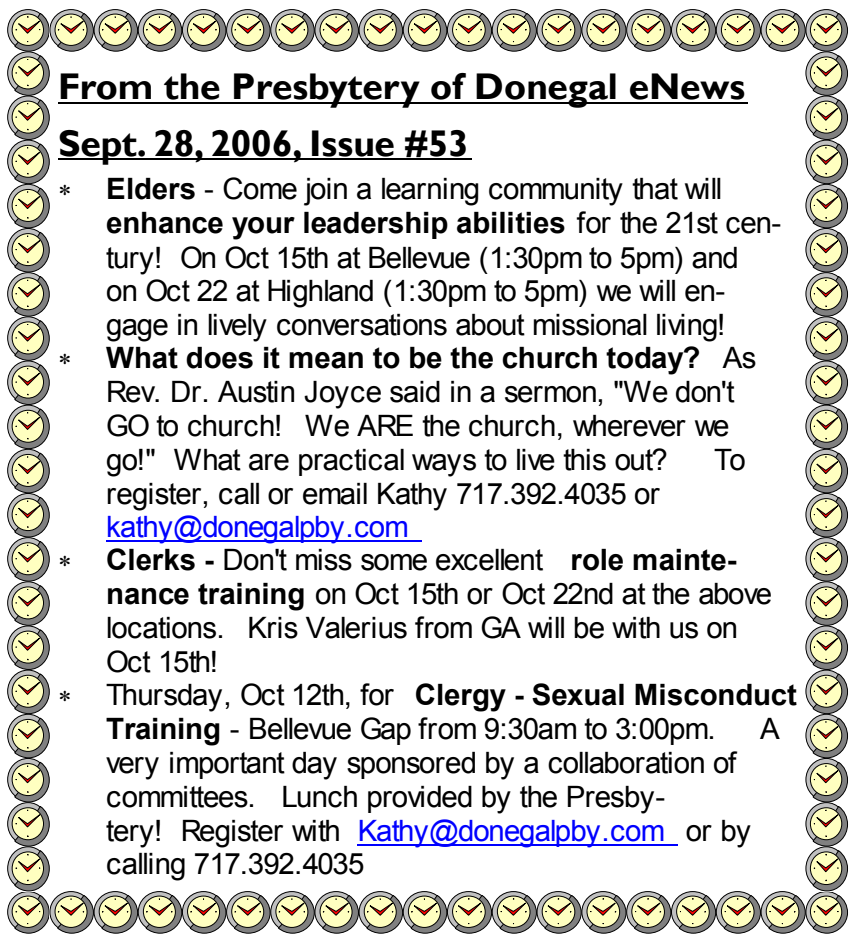 From the Presbytery of Donegal eNews
Sept. 28, 2006, Issue #53
* Elders - Come join a learning community that will
enhance your leadership abilities for the 21st cen-
tury! On Oct 15th at Bellevue (1:30pm to 5pm) and
on Oct 22 at Highland (1:30pm to 5pm) we will en-
gage in lively conversations about missional living!
* What does it mean to be the church today? As
Rev. Dr. Austin Joyce said in a sermon, "We don't
GO to church! We ARE the church, wherever we
go!" What are practical ways to live this out? To
register, call or email Kathy 717.392.4035 or
kathy@donegalpby.com
* Clerks - Don't miss some excellent role mainte-
nance training on Oct 15th or Oct 22nd at the above
locations. Kris Valerius from GA will be with us on
Oct 15th!
* Thursday, Oct 12th, for Clergy - Sexual Misconduct
Training - Bellevue Gap from 9:30am to 3:00pm. A
very important day sponsored by a collaboration of
committees. Lunch provided by the Presby-
tery! Register with Kathy@donegalpby.com or by
calling 717.392.4035